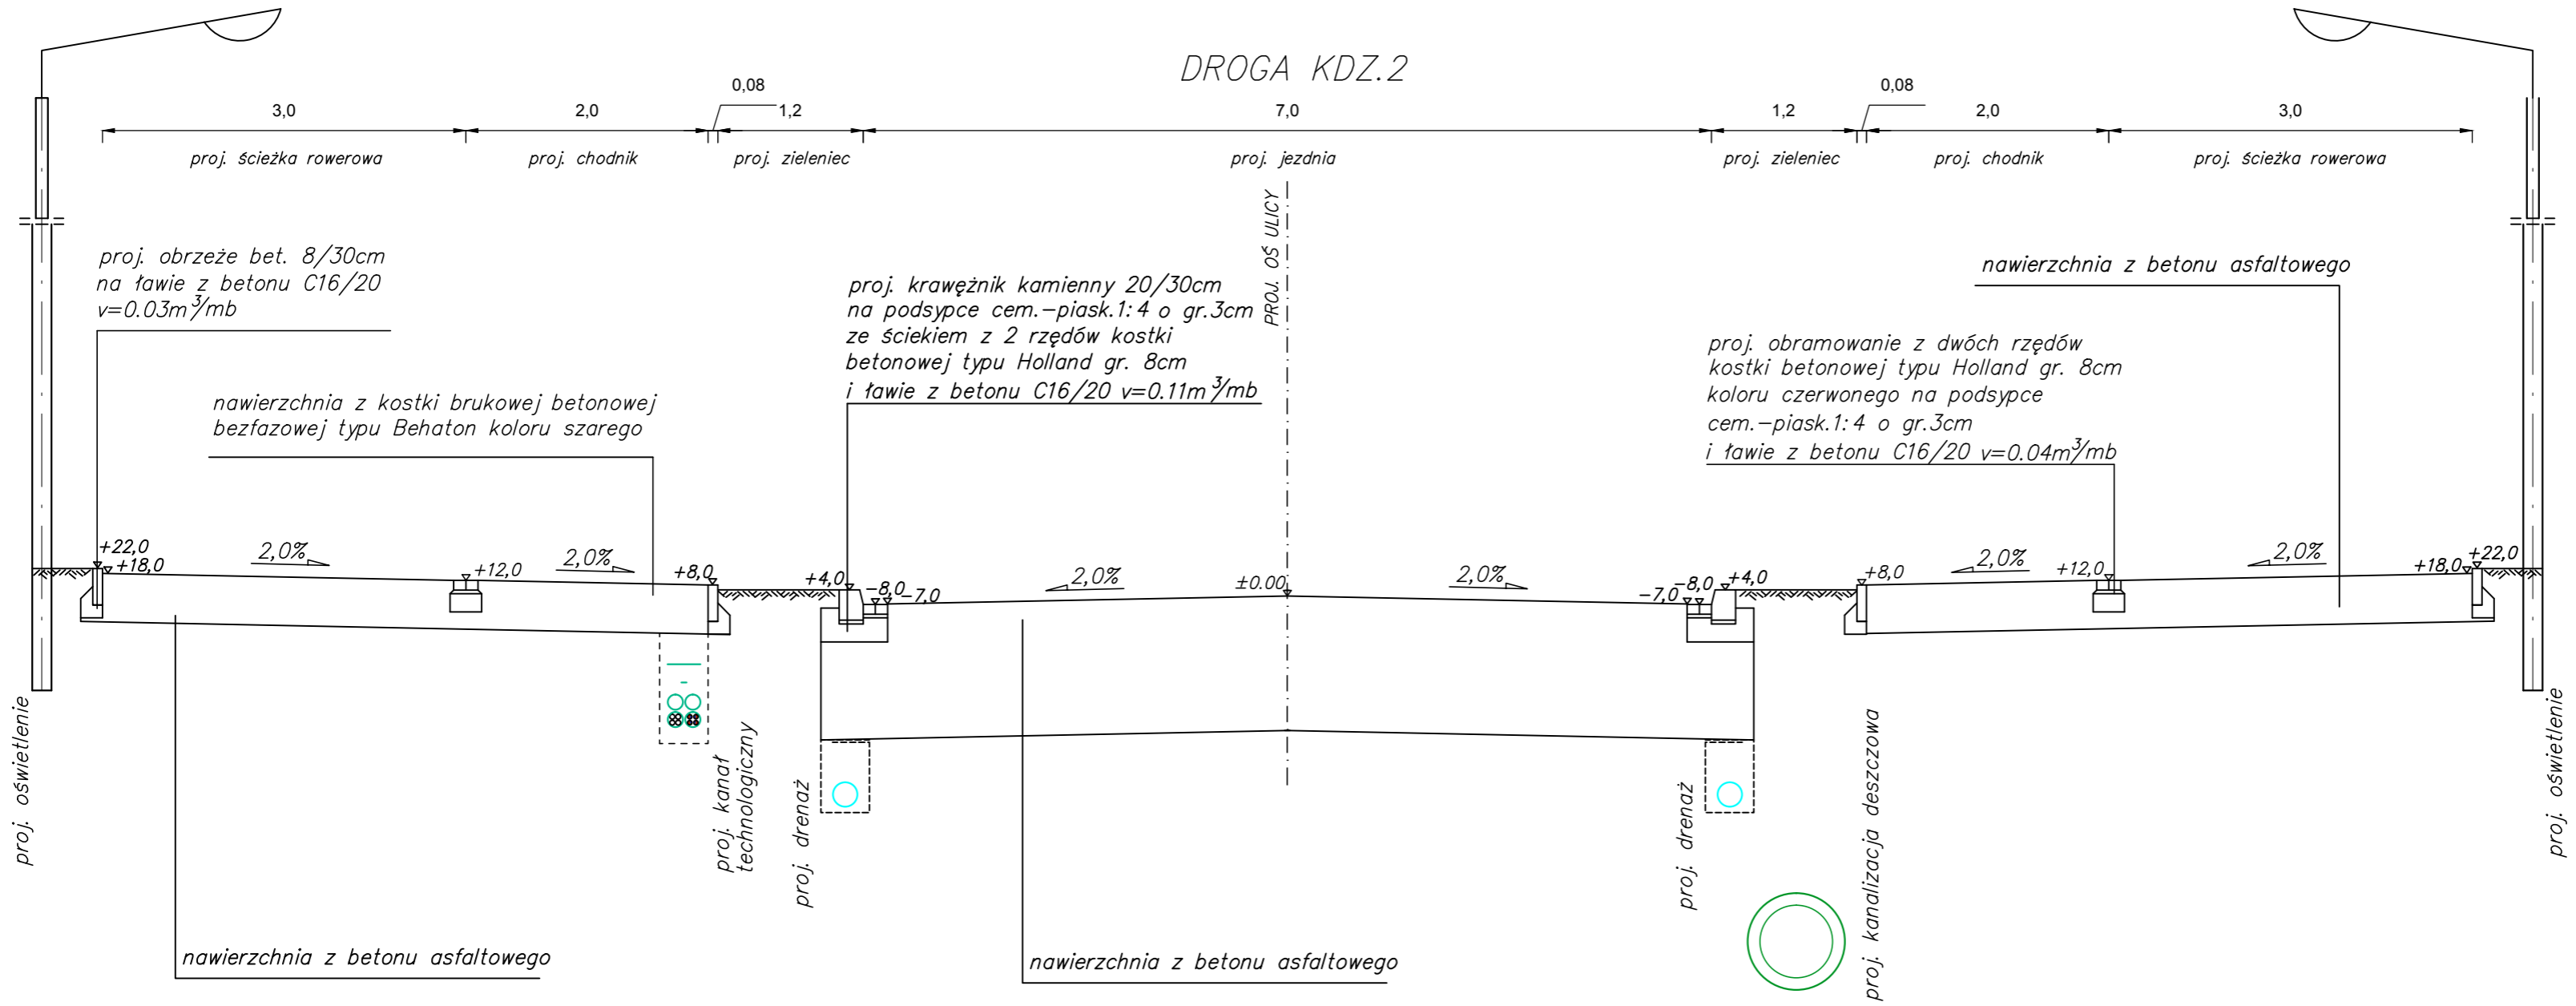 DROGA KDZ.2
0,08
0,08
3,0
2,0
1,2
7,0
1,2
2,0
3,0
proj. ścieżka rowerowa
proj. chodnik
proj. zieleniec
proj. jezdnia
proj. zieleniec
proj. chodnik
proj. ścieżka rowerowa
PROJ. OŚ ULICY
proj. obrzeże bet. 8/30cm
na ławie z betonu C16/20
v=0.03m³/mb
nawierzchnia z kostki brukowej betonowej
bezfazowej typu Behaton koloru szarego
proj. krawężnik kamienny 20/30cm
na podsypce cem.-piask.1:4 o gr.3cm
ze ściekiem z 2 rzędów kostki
betonowej typu Holland gr. 8cm
i ławie z betonu C16/20 v=0.11m³/mb
nawierzchnia z betonu asfaltowego
proj. obramowanie z dwóch rzędów
kostki betonowej typu Holland gr. 8cm
koloru czerwonego na podsypce
cem.-piask.1:4 o gr.3cm
i ławie z betonu C16/20 v=0.04m³/mb
+22,0
+18,0
2,0%
+12,0
2,0%
+8,0
+4,0
-8,0
-7,0
2,0%
±0.00
2,0%
-7,0
-8,0
+4,0
+8,0
2,0%
+12,0
2,0%
+18,0
+22,0
proj. oświetlenie
proj. kanał
technologiczny
proj. drenaż
proj. drenaż
proj. kanalizacja deszczowa
proj. oświetlenie
nawierzchnia z betonu asfaltowego
nawierzchnia z betonu asfaltowego